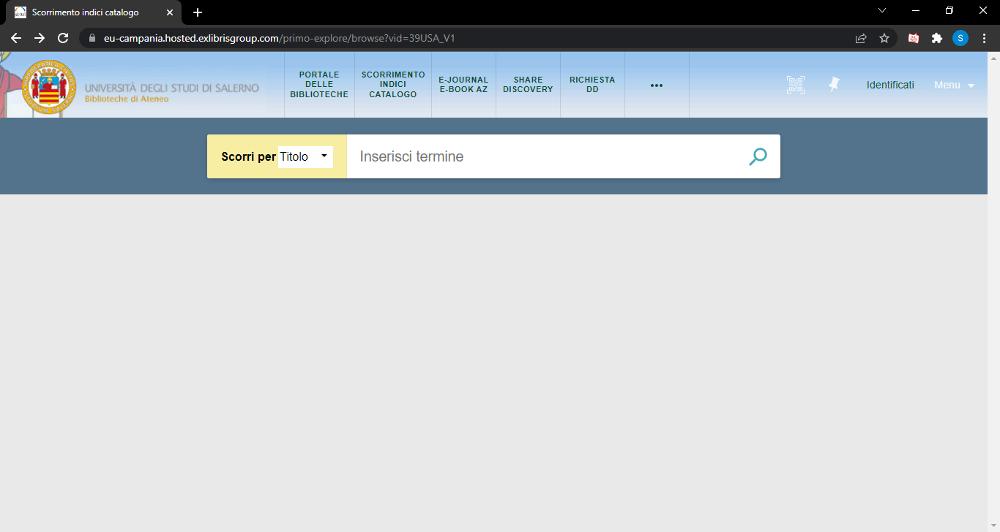 Scorrimento indici catalogo
eu-campania.hosted.exlibrisgroup.com/primo-explore/browse?vid=39USA_V1
S
UNIVERSITÀ DEGLI STUDI DI SALERNO
Biblioteche di Ateneo
PORTALE
DELLE
BIBLIOTECHE
SCORRIMENTO
INDICI
CATALOGO
E-JOURNAL
E-BOOK AZ
SHARE
DISCOVERY
RICHIESTA
DD
Identificati
Menu
Scorri per Titolo
Inserisci termine